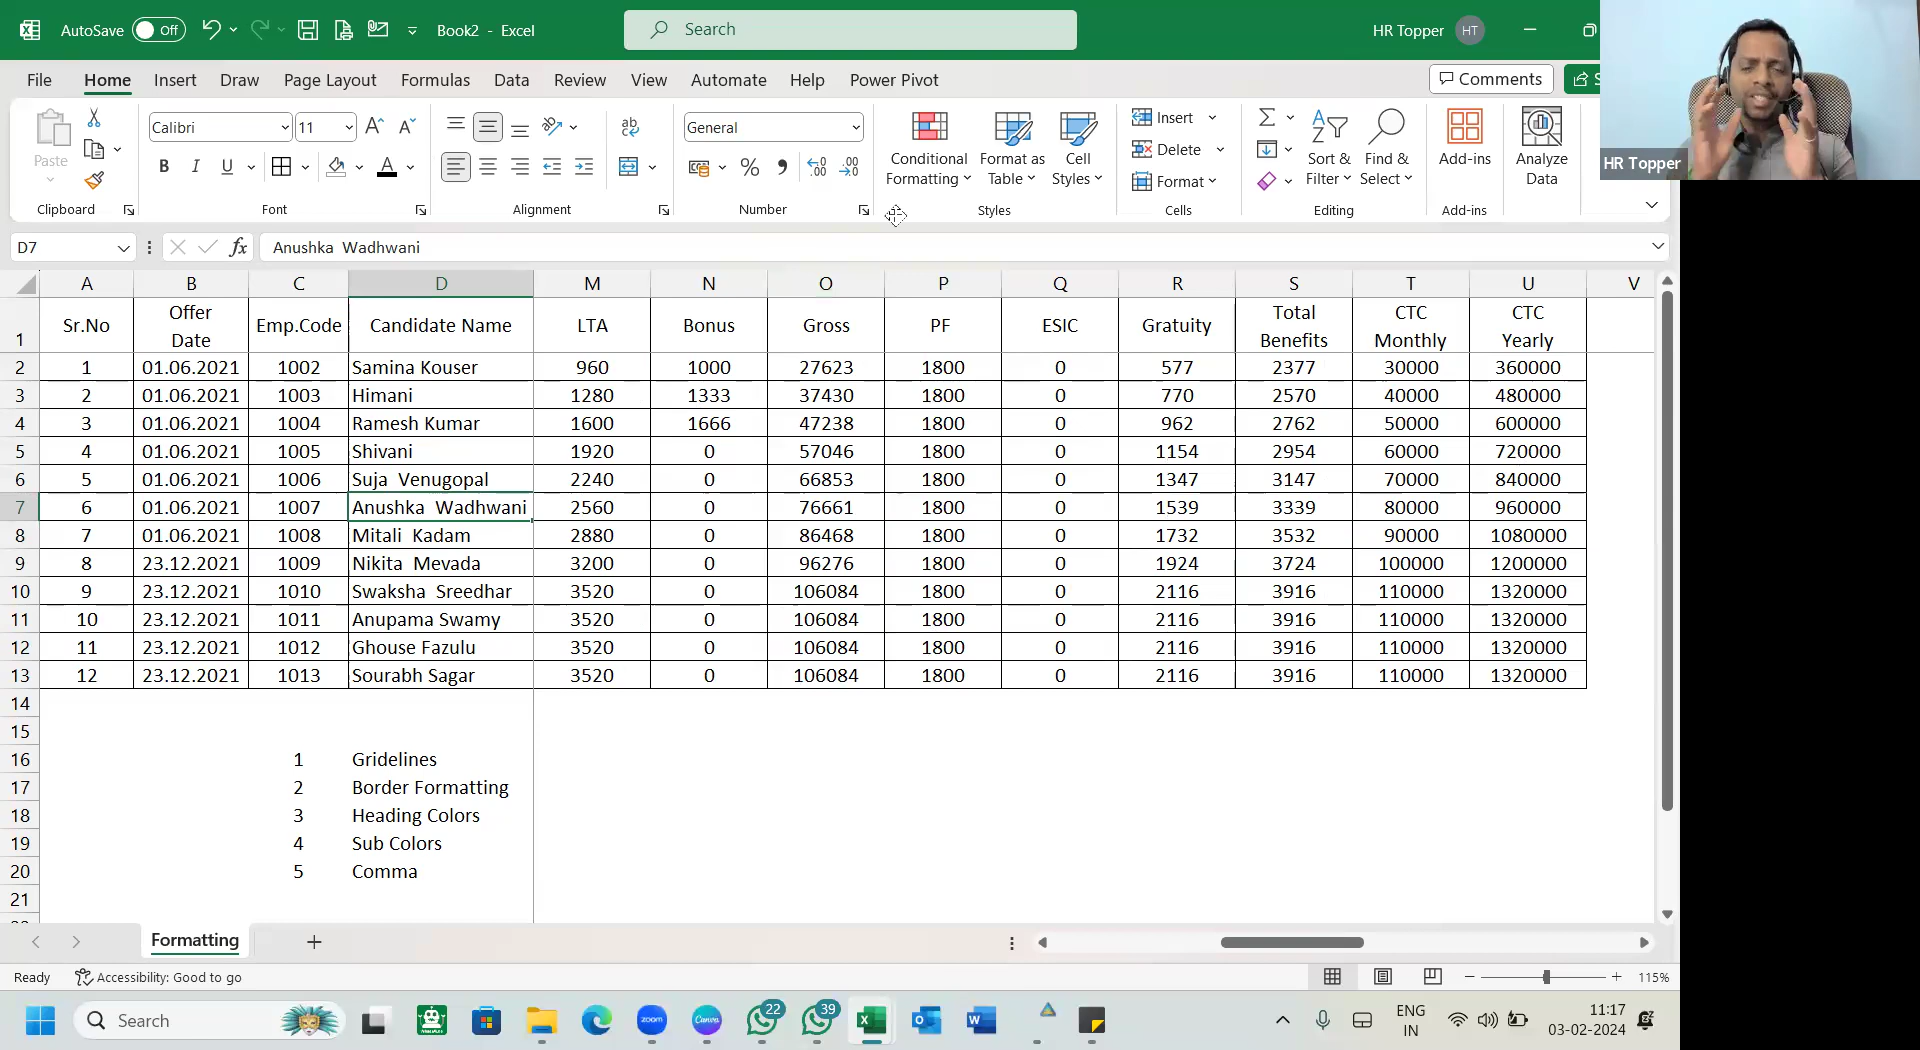 AutoSave Off Book2 - Excel Search HR Topper HT
File Home Insert Draw Page Layout Formulas Data Review View Automate Help Power Pivot Comments
Paste Calibri 11 General Conditional Formatting Format as Table Cell Styles Insert Delete Format Sort & Filter Find & Select Add-ins Analyze Data
HR Topper
Clipboard Font Alignment Number Styles Cells Editing Add-ins
D7 fx Anushka  Wadhwani
A B C D M N O P Q R S T U V
1 Sr.No Offer Date Emp.Code Candidate Name LTA Bonus Gross PF ESIC Gratuity Total Benefits CTC Monthly CTC Yearly
2 1 01.06.2021 1002 Samina Kouser 960 1000 27623 1800 0 577 2377 30000 360000
3 2 01.06.2021 1003 Himani 1280 1333 37430 1800 0 770 2570 40000 480000
4 3 01.06.2021 1004 Ramesh Kumar 1600 1666 47238 1800 0 962 2762 50000 600000
5 4 01.06.2021 1005 Shivani 1920 0 57046 1800 0 1154 2954 60000 720000
6 5 01.06.2021 1006 Suja  Venugopal 2240 0 66853 1800 0 1347 3147 70000 840000
7 6 01.06.2021 1007 Anushka  Wadhwani 2560 0 76661 1800 0 1539 3339 80000 960000
8 7 01.06.2021 1008 Mitali  Kadam 2880 0 86468 1800 0 1732 3532 90000 1080000
9 8 23.12.2021 1009 Nikita  Mevada 3200 0 96276 1800 0 1924 3724 100000 1200000
10 9 23.12.2021 1010 Swaksha  Sreedhar 3520 0 106084 1800 0 2116 3916 110000 1320000
11 10 23.12.2021 1011 Anupama Swamy 3520 0 106084 1800 0 2116 3916 110000 1320000
12 11 23.12.2021 1012 Ghouse Fazulu 3520 0 106084 1800 0 2116 3916 110000 1320000
13 12 23.12.2021 1013 Sourabh Sagar 3520 0 106084 1800 0 2116 3916 110000 1320000
14
15
16 1 Gridelines
17 2 Border Formatting
18 3 Heading Colors
19 4 Sub Colors
20 5 Comma
21
Formatting
Ready Accessibility: Good to go 115%
Search zoom Canva 22 39 ENG IN 11:17 03-02-2024